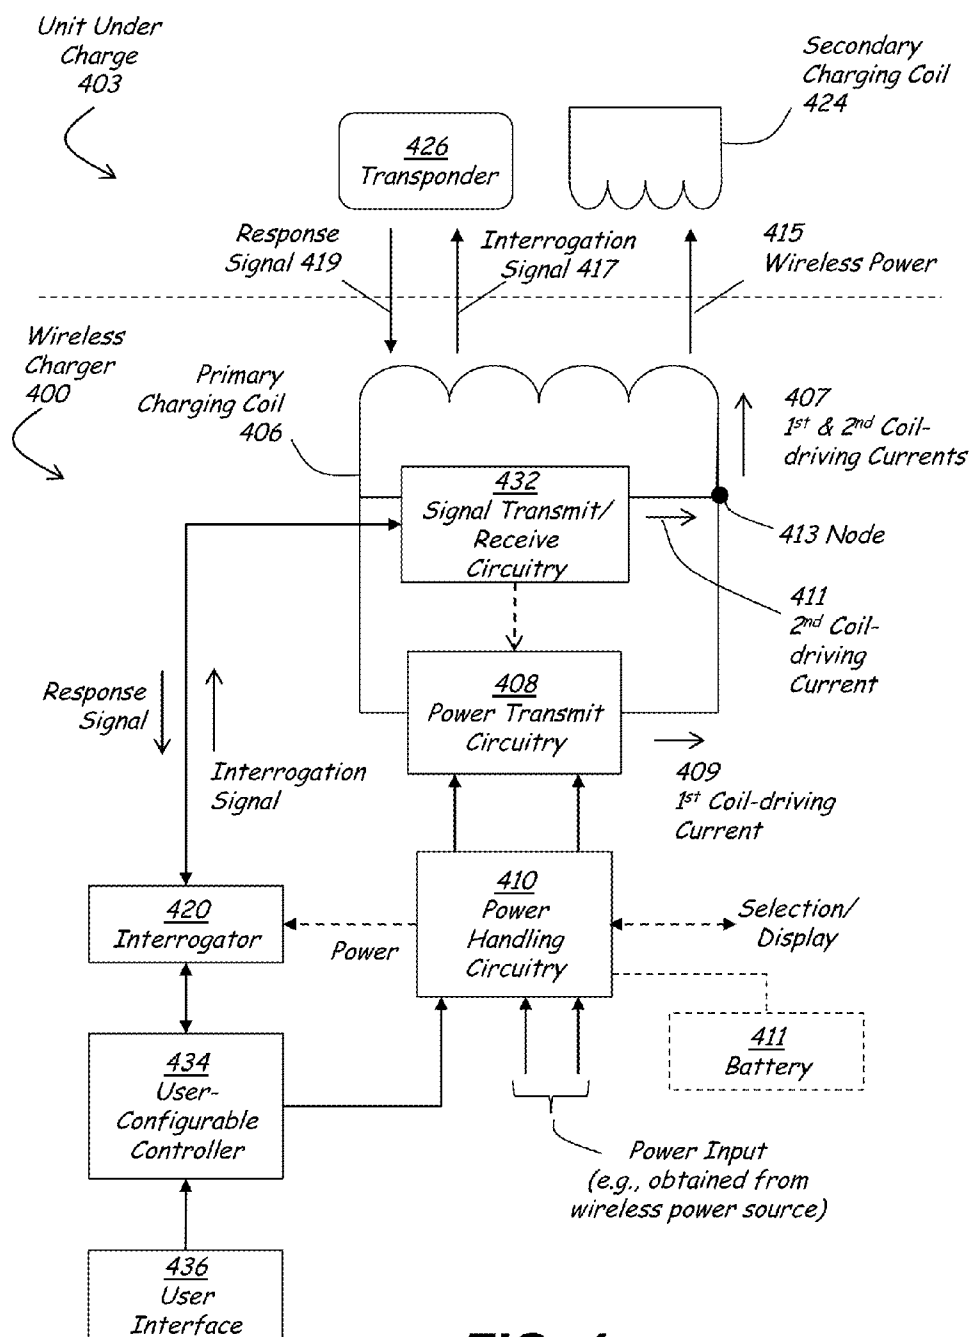 Unit Under
Charge
403
Secondary
Charging Coil
424
426
Transponder
Response
Signal 419
Interrogation
Signal 417
415
Wireless Power
Wireless
Charger
400
Primary
Charging Coil
406
407
1st & 2nd Coil-
driving Currents
432
Signal Transmit/
Receive
Circuitry
413 Node
411
2nd Coil-
driving
Current
Response
Signal
Interrogation
Signal
408
Power Transmit
Circuitry
409
1st Coil-driving
Current
420
Interrogator
Power
410
Power
Handling
Circuitry
Selection/
Display
411
Battery
434
User-
Configurable
Controller
Power Input
(e.g., obtained from
wireless power source)
436
User
Interface